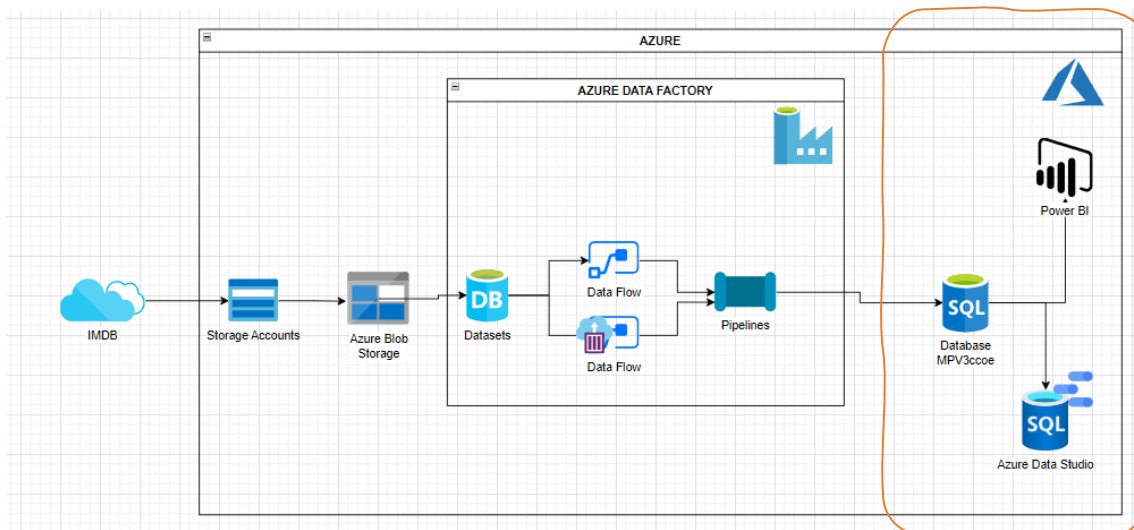 AZURE
AZURE DATA FACTORY
Power BI
DB
Data Flow
IMDB
Storage Accounts
Azure Blob
Storage
Datasets
Data Flow
Pipelines
SQL
Database
MPV3ccoe
SQL
Azure Data Studio